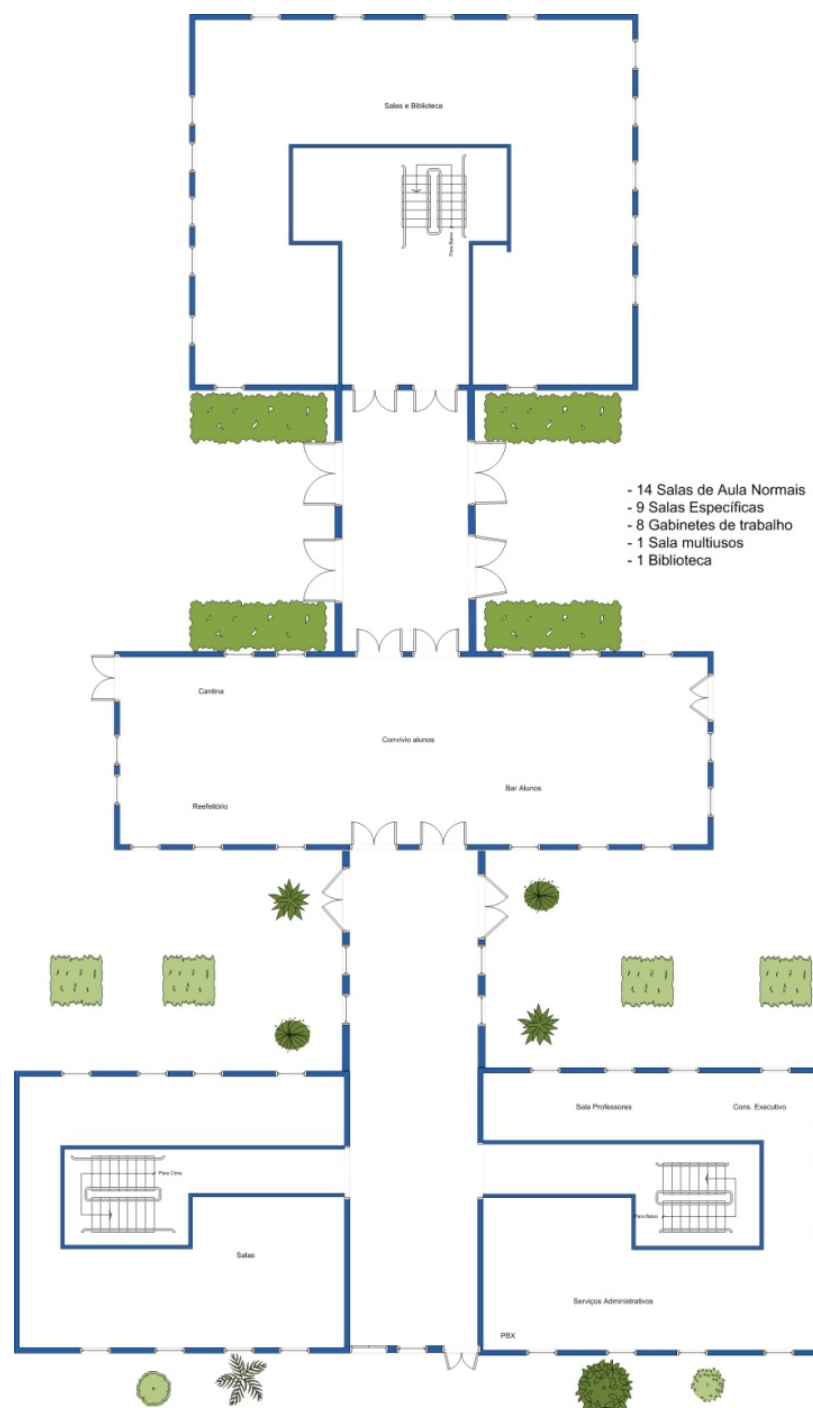 Salas e Biblioteca
Para Baixo
- 14 Salas de Aula Normais
- 9 Salas Específicas
- 8 Gabinetes de trabalho
- 1 Sala multiusos
- 1 Biblioteca
Cantina
Convívio alunos
Bar Alunos
Reefeitório
Sala Professores
Cons. Executivo
Para Cima
Para Baixo
Salas
Serviços Administrativos
PBX